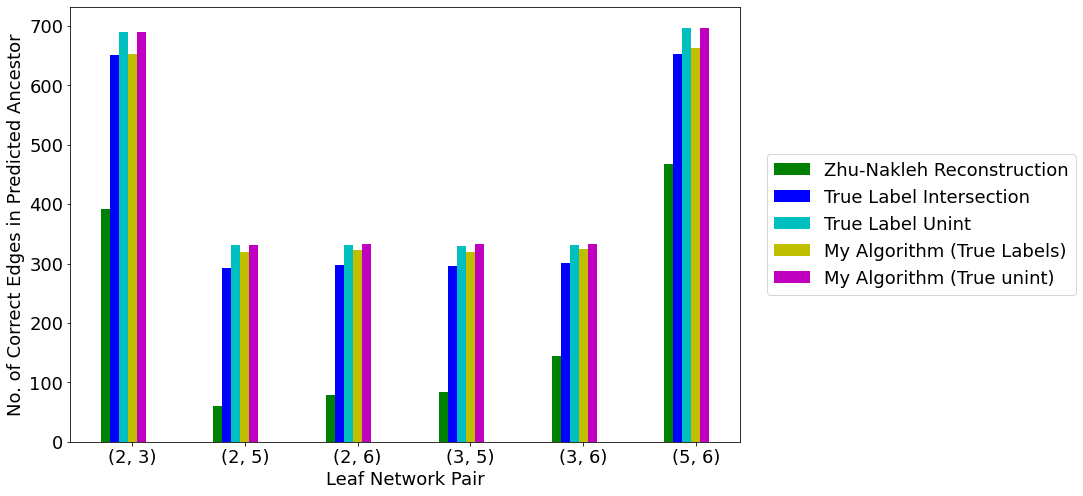 No. of Correct Edges in Predicted Ancestor
700
600
500
400
300
200
100
0
(2, 3) (2, 5) (2, 6) (3, 5) (3, 6) (5, 6)
Leaf Network Pair
Zhu-Nakleh Reconstruction
True Label Intersection
True Label Unint
My Algorithm (True Labels)
My Algorithm (True unint)